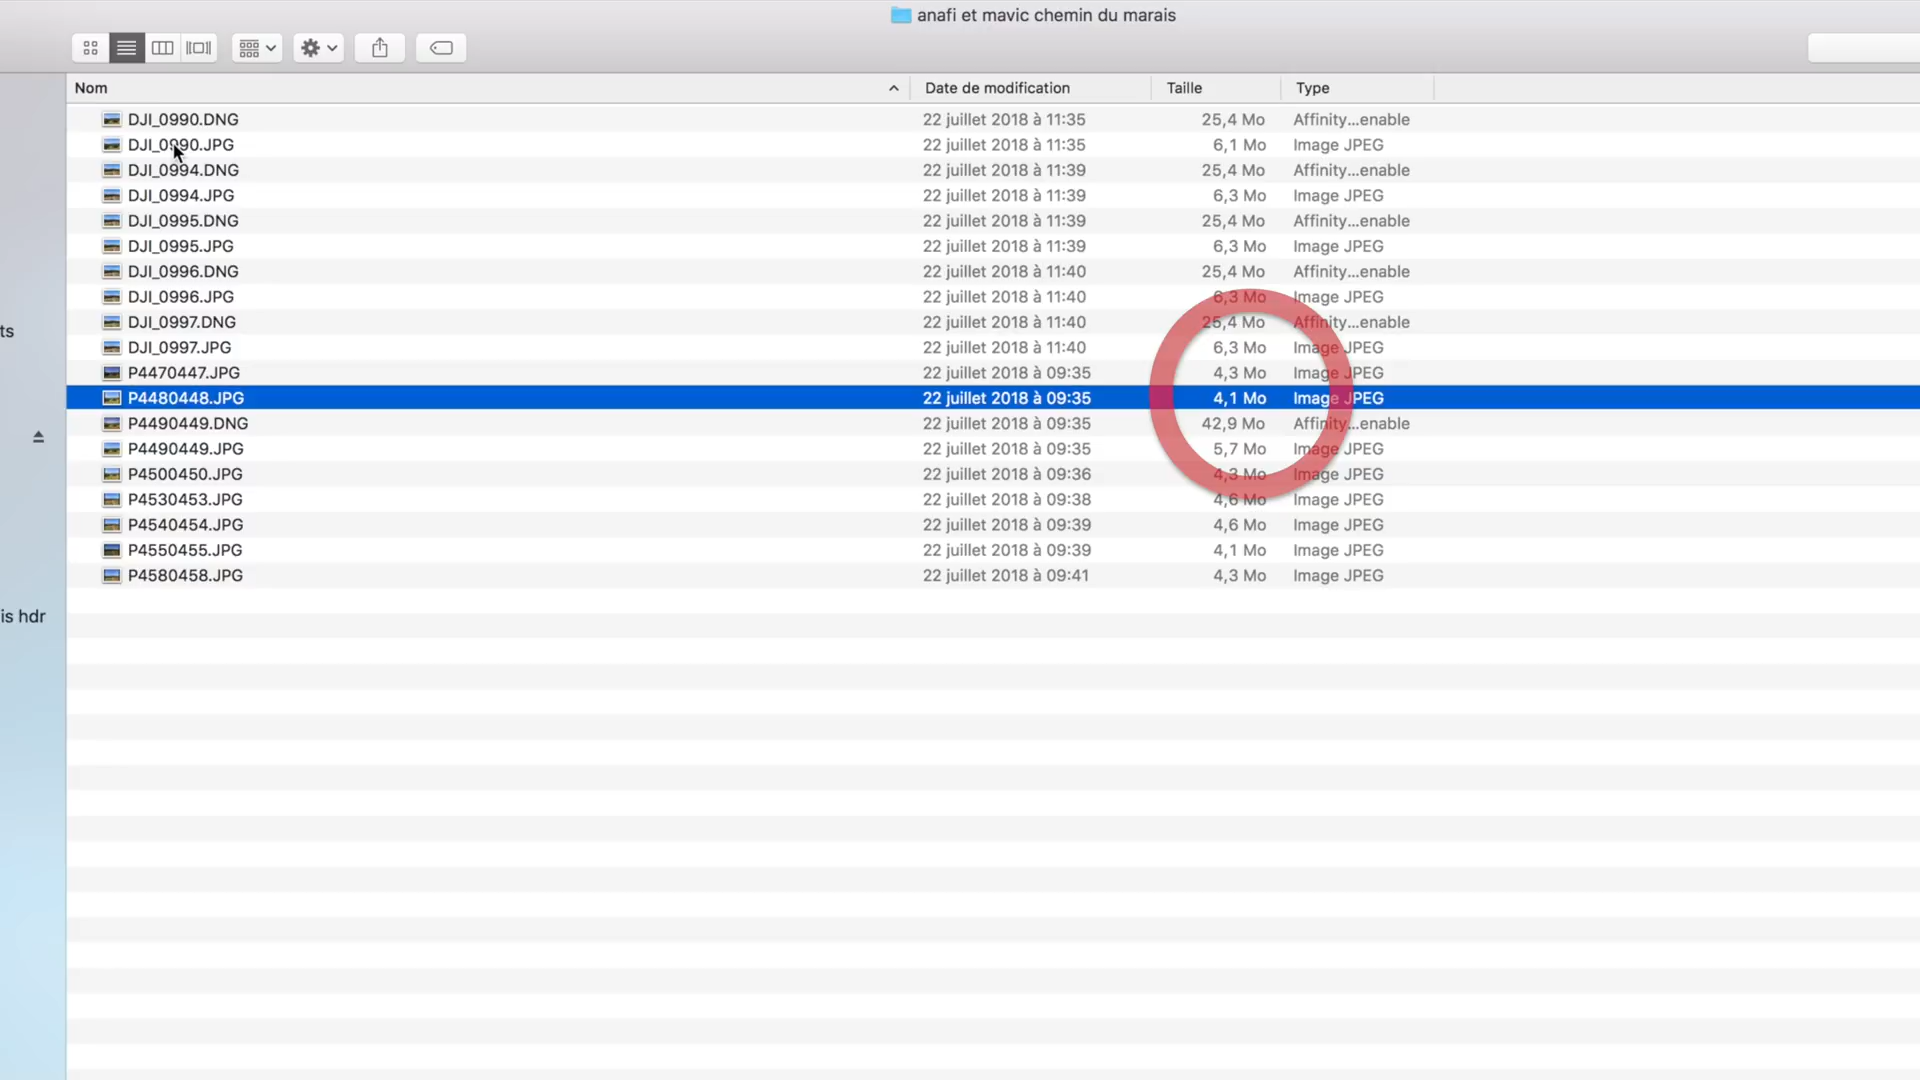 anafi et mavic chemin du marais
Nom Date de modification Taille Type
DJI_0990.DNG 22 juillet 2018 à 11:35 25,4 Mo Affinity...enable
DJI_0990.JPG 22 juillet 2018 à 11:35 6,1 Mo Image JPEG
DJI_0994.DNG 22 juillet 2018 à 11:39 25,4 Mo Affinity...enable
DJI_0994.JPG 22 juillet 2018 à 11:39 6,3 Mo Image JPEG
DJI_0995.DNG 22 juillet 2018 à 11:39 25,4 Mo Affinity...enable
DJI_0995.JPG 22 juillet 2018 à 11:39 6,3 Mo Image JPEG
DJI_0996.DNG 22 juillet 2018 à 11:40 25,4 Mo Affinity...enable
DJI_0996.JPG 22 juillet 2018 à 11:40 6,3 Mo Image JPEG
DJI_0997.DNG 22 juillet 2018 à 11:40 25,4 Mo Affinity...enable
ts
DJI_0997.JPG 22 juillet 2018 à 11:40 6,3 Mo Image JPEG
P4470447.JPG 22 juillet 2018 à 09:35 4,3 Mo Image JPEG
P4480448.JPG 22 juillet 2018 à 09:35 4,1 Mo Image JPEG
P4490449.DNG 22 juillet 2018 à 09:35 42,9 Mo Affinity...enable
P4490449.JPG 22 juillet 2018 à 09:35 5,7 Mo Image JPEG
P4500450.JPG 22 juillet 2018 à 09:36 4,3 Mo Image JPEG
P4530453.JPG 22 juillet 2018 à 09:38 4,6 Mo Image JPEG
P4540454.JPG 22 juillet 2018 à 09:39 4,6 Mo Image JPEG
P4550455.JPG 22 juillet 2018 à 09:39 4,1 Mo Image JPEG
P4580458.JPG 22 juillet 2018 à 09:41 4,3 Mo Image JPEG
is hdr